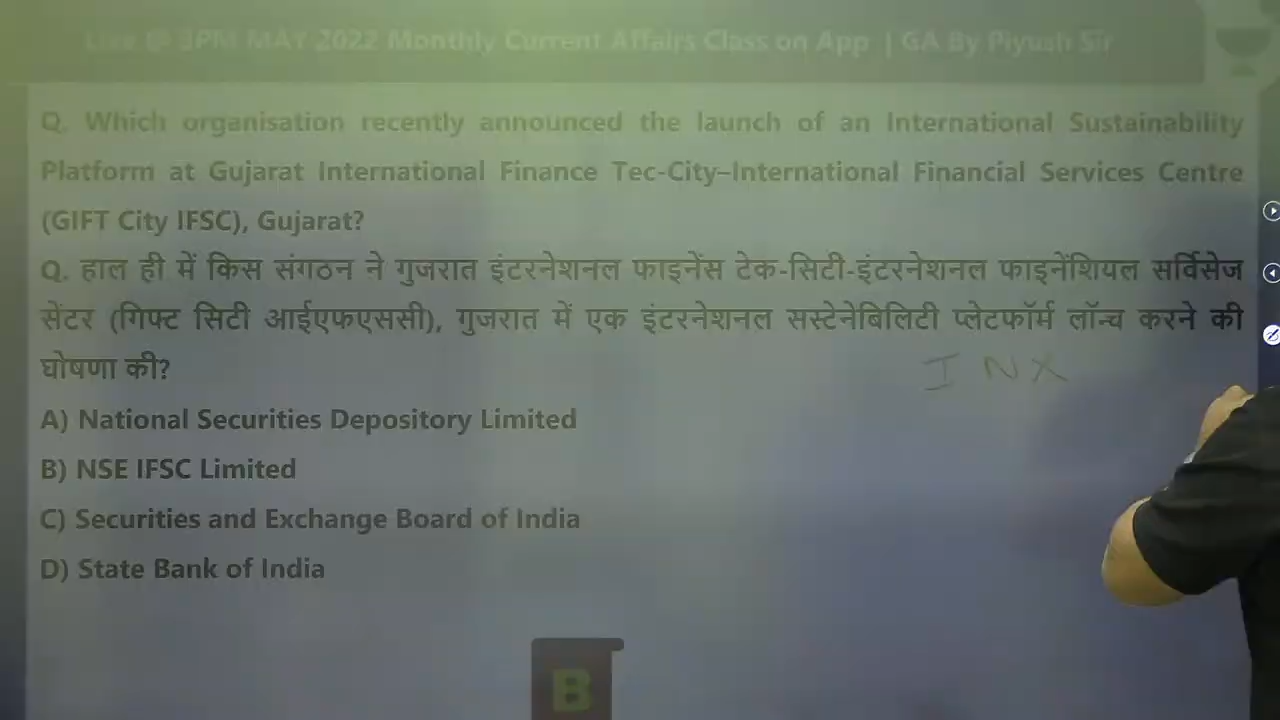 Live @ 3PM MAY 2022 Monthly Current Affairs Class on App | GA By Piyush Sir
Q. Which organisation recently announced the launch of an International Sustainability
Platform at Gujarat International Finance Tec-City–International Financial Services Centre
(GIFT City IFSC), Gujarat?
Q. हाल ही में किस संगठन ने गुजरात इंटरनेशनल फाइनेंस टेक-सिटी-इंटरनेशनल फाइनेंशियल सर्विसेज
सेंटर (गिफ्ट सिटी आईएफएससी), गुजरात में एक इंटरनेशनल सस्टेनेबिलिटी प्लेटफॉर्म लॉन्च करने की
घोषणा की?
I N X
A) National Securities Depository Limited
B) NSE IFSC Limited
C) Securities and Exchange Board of India
D) State Bank of India
B